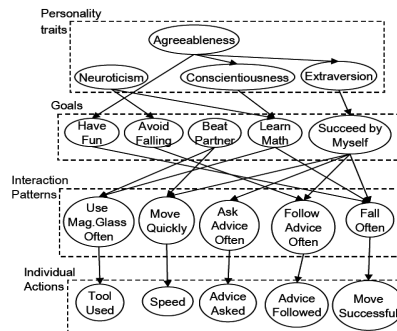 Personality
traits
Agreeableness
Neuroticism
Conscientiousness
Extraversion
Goals
Have
Fun
Avoid
Falling
Beat
Partner
Learn
Math
Succeed by
Myself
Interaction
Patterns
Use
Mag.Glass
Often
Move
Quickly
Ask
Advice
Often
Follow
Advice
Often
Fall
Often
Individual
Actions
Tool
Used
Speed
Advice
Asked
Advice
Followed
Move
Successful